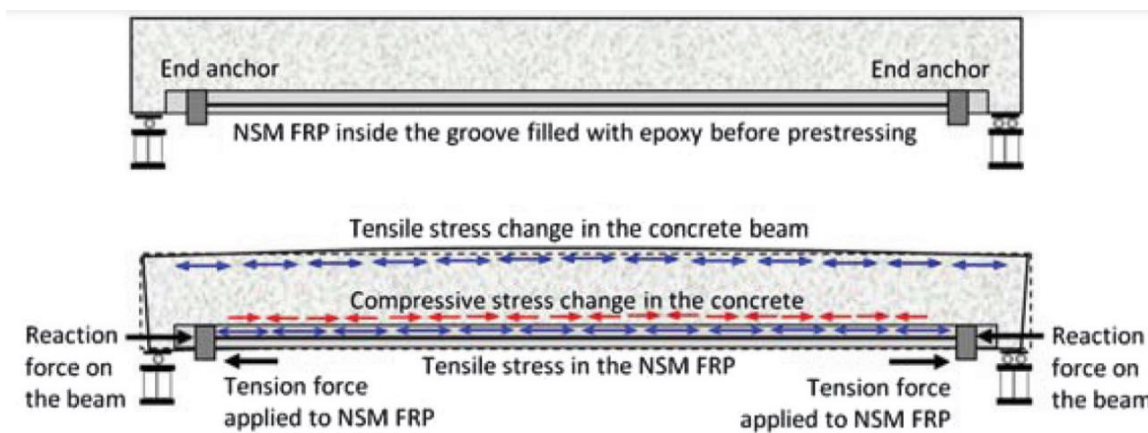 End anchor
End anchor
NSM FRP inside the groove filled with epoxy before prestressing
Tensile stress change in the concrete beam
Compressive stress change in the concrete
Reaction
force on
the beam
Tensile stress in the NSM FRP
Tension force
applied to NSM FRP
Tension force
applied to NSM FRP
Reaction
force on
the beam